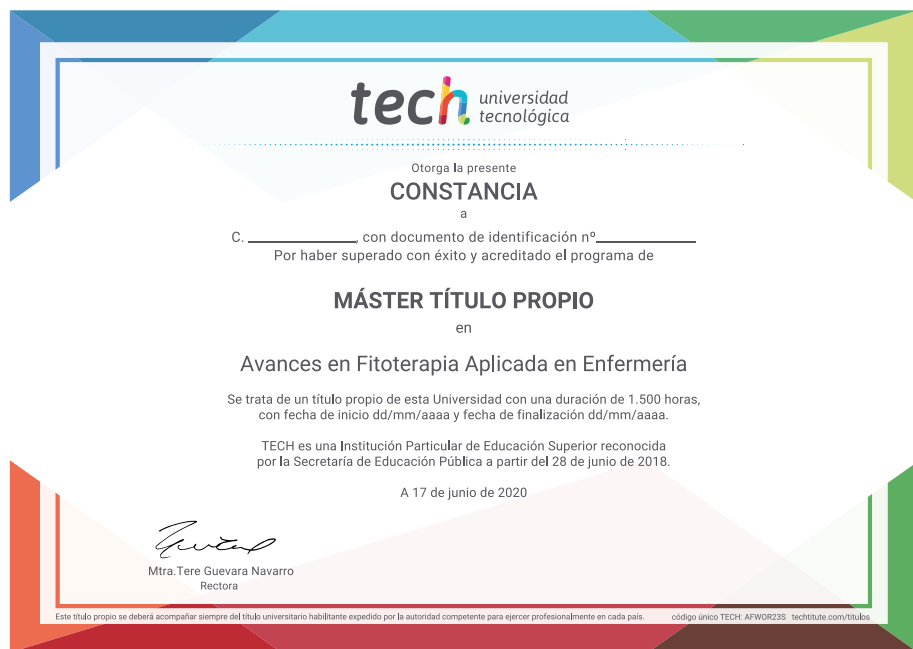 tech universidad
tecnológica
Otorga la presente
CONSTANCIA
a
C. ____________, con documento de identificación nº____________
Por haber superado con éxito y acreditado el programa de
MÁSTER TÍTULO PROPIO
en
Avances en Fitoterapia Aplicada en Enfermería
Se trata de un título propio de esta Universidad con una duración de 1.500 horas,
con fecha de inicio dd/mm/aaaa y fecha de finalización dd/mm/aaaa.
TECH es una Institución Particular de Educación Superior reconocida
por la Secretaría de Educación Pública a partir del 28 de junio de 2018.
A 17 de junio de 2020
Mtra.Tere Guevara Navarro
Rectora
Este título propio se deberá acompañar siempre del título universitario habilitante expedido por la autoridad competente para ejercer profesionalmente en cada país. código único TECH: AFWOR23S techtitute.com/titulos